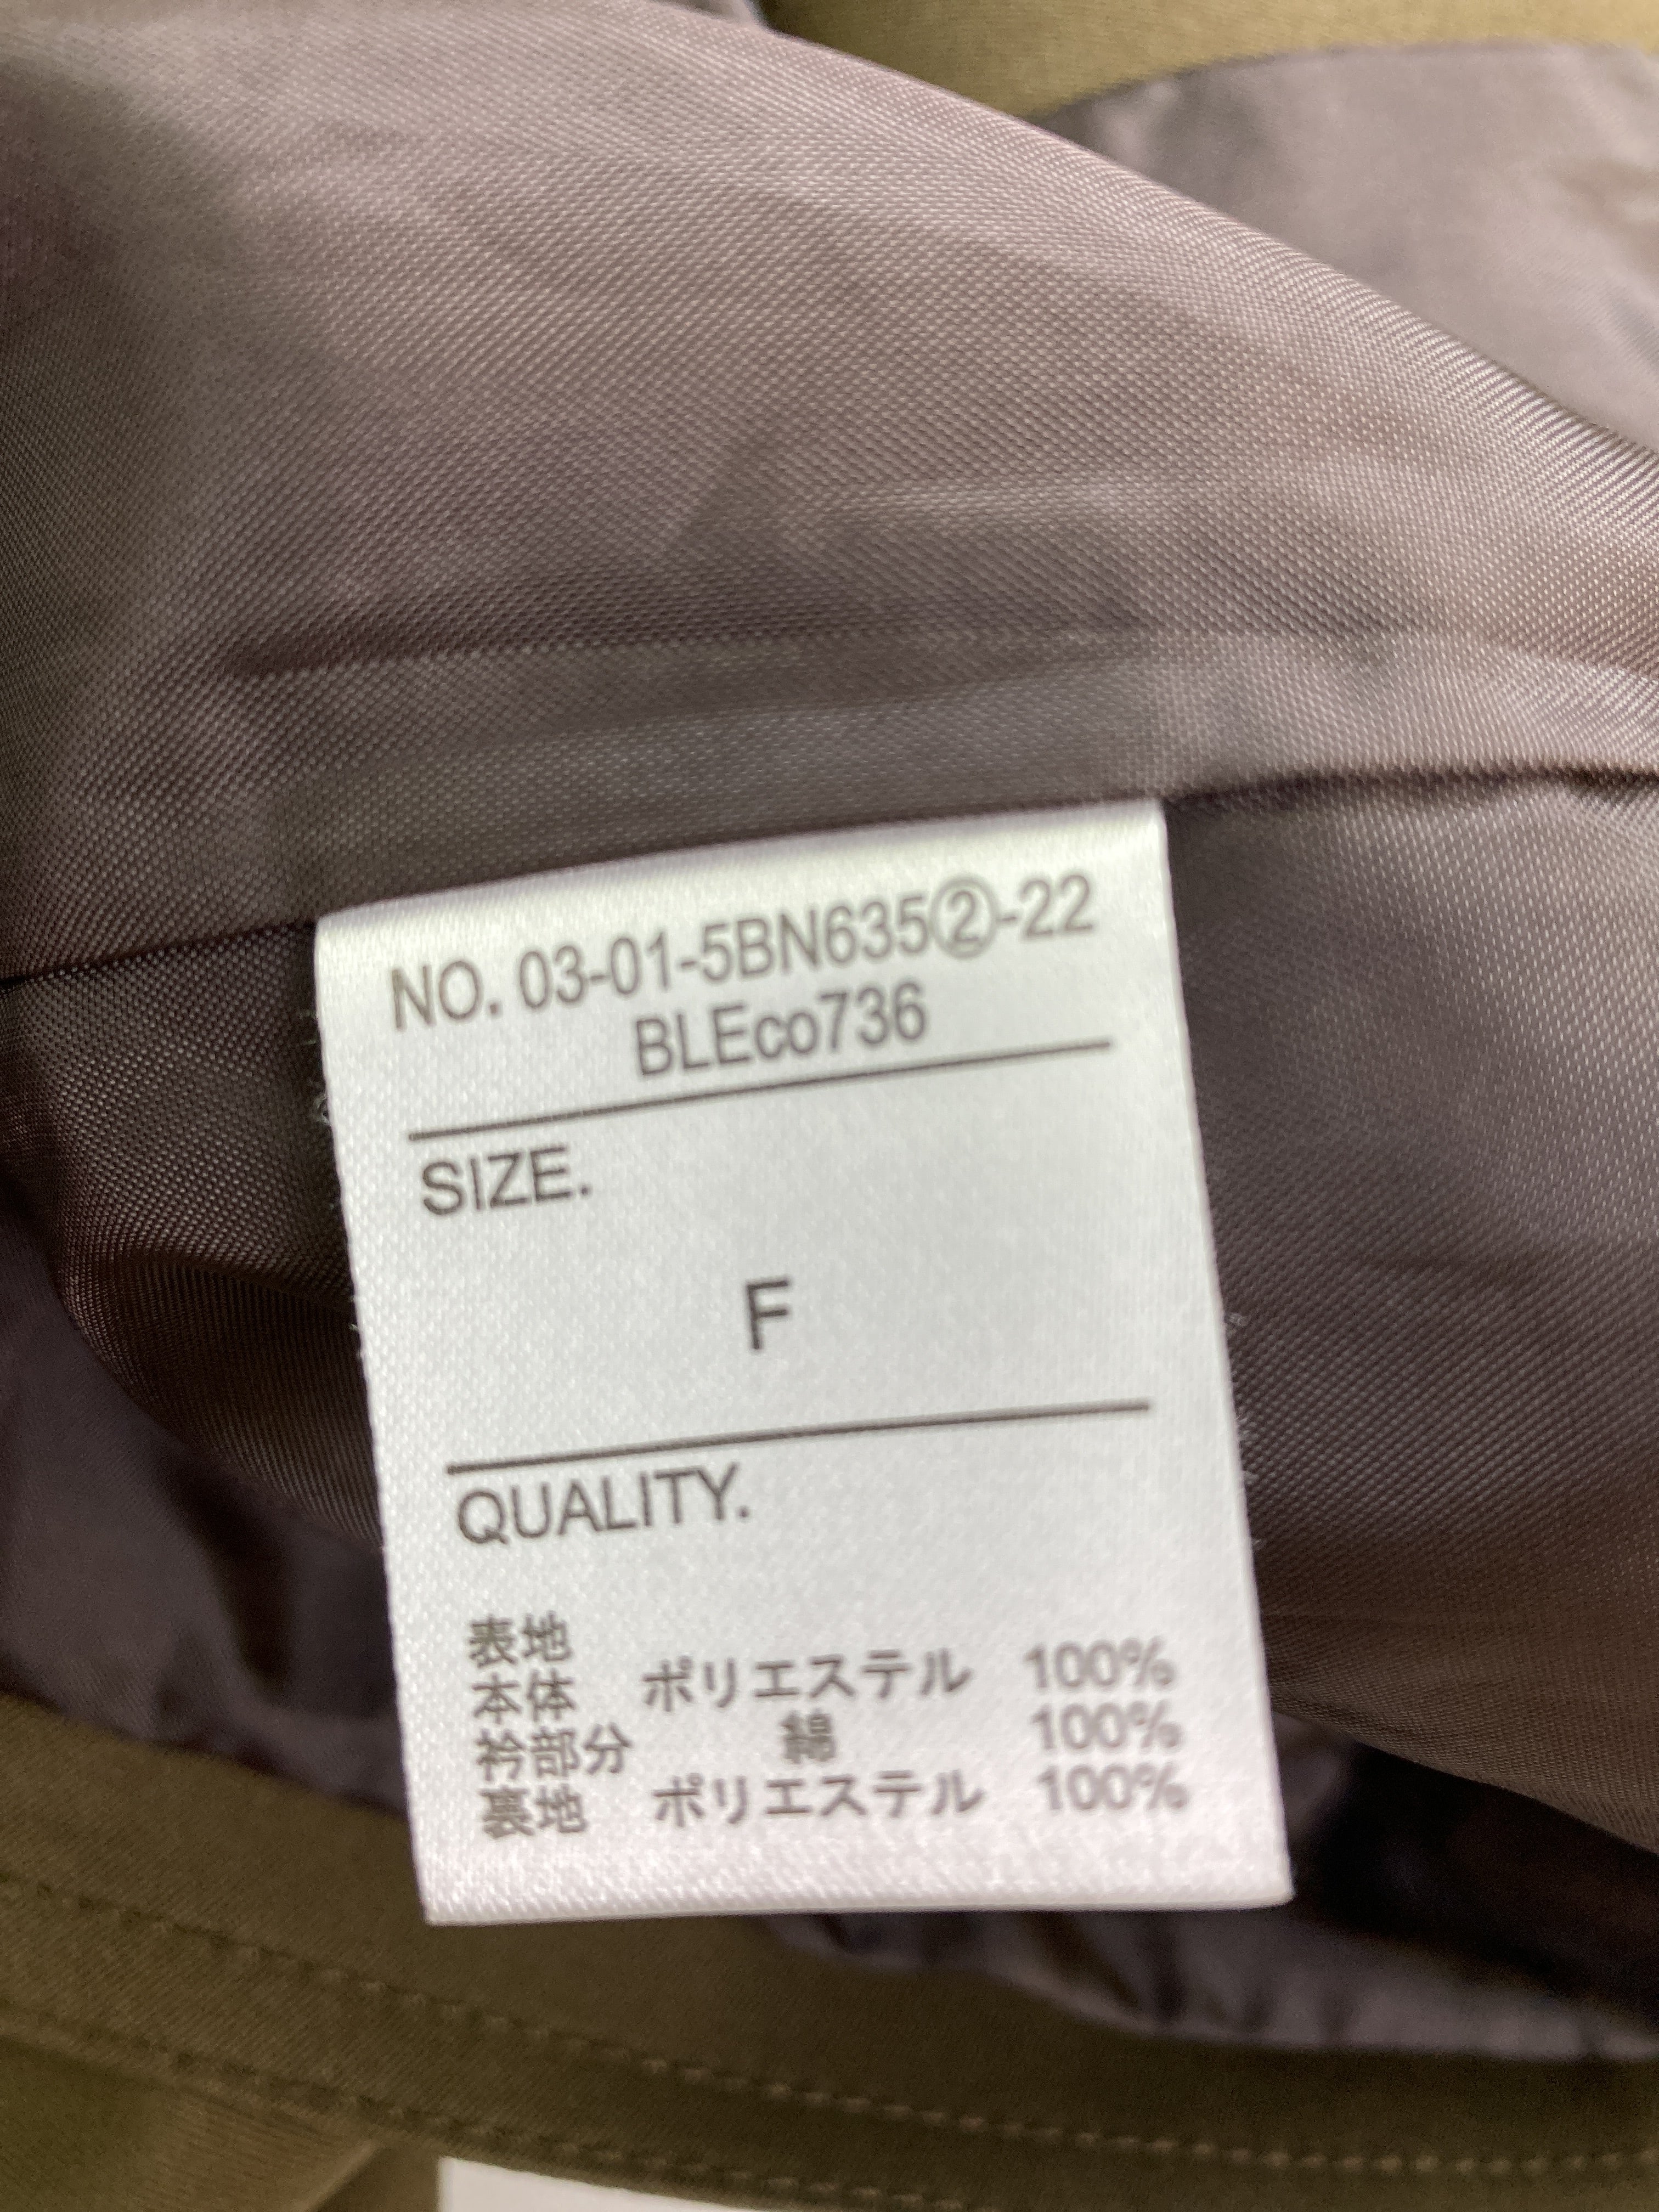 NO. 03-01-5BN635②-22
BLEco736
SIZE.
F
QUALITY.
表地
本体 ポリエステル 100%
衿部分 綿 100%
裏地 ポリエステル 100%